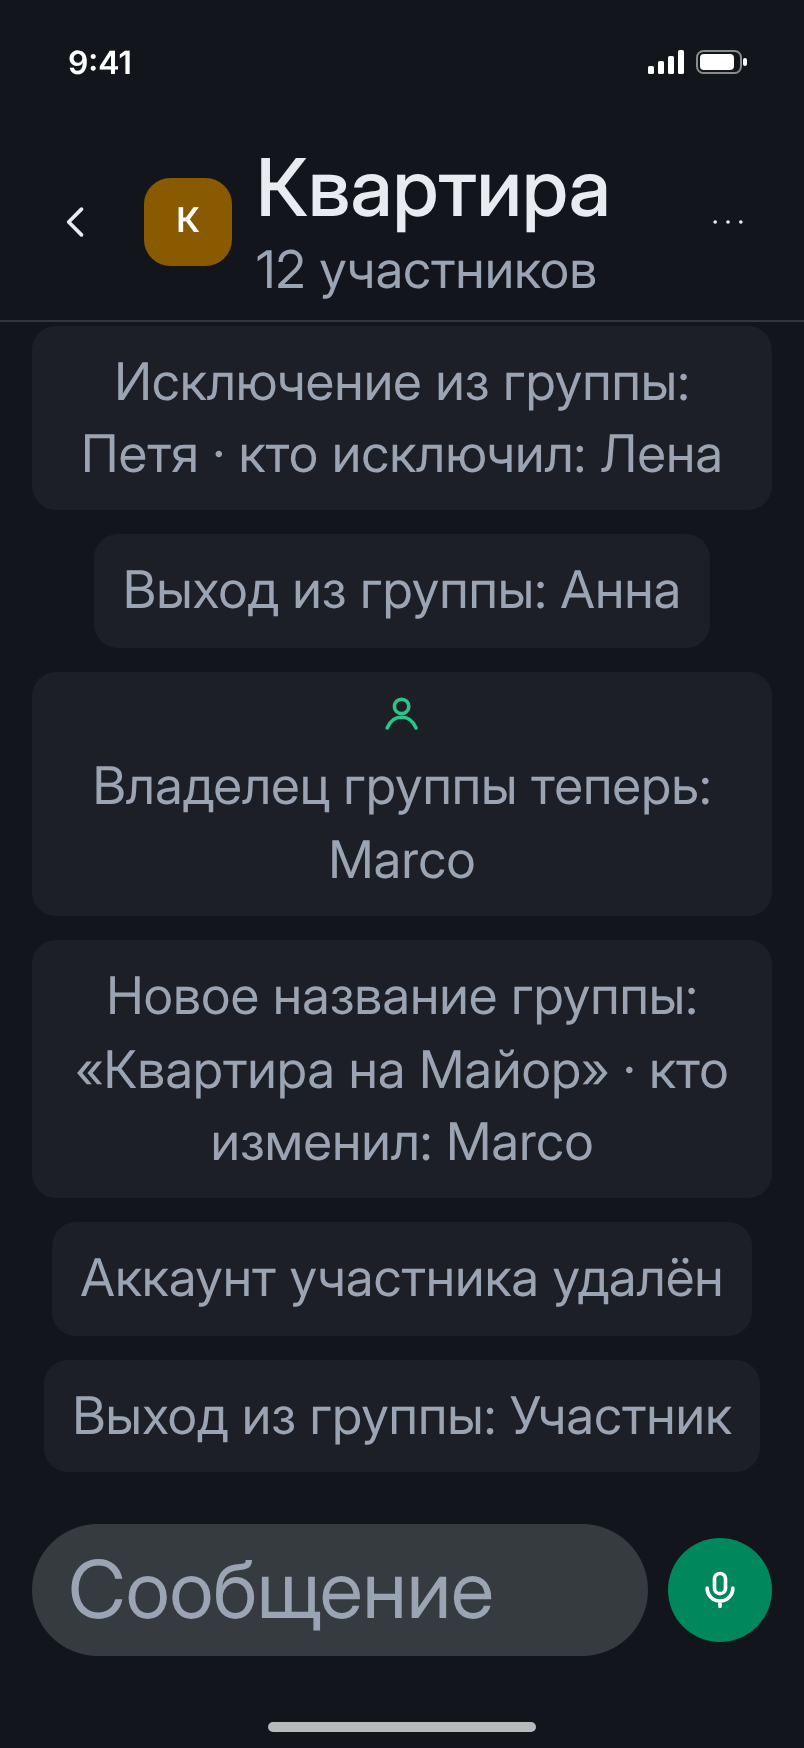 9:41
К
Квартира
12 участников
Исключение из группы:
Петя · кто исключил: Лена
Выход из группы: Анна
Владелец группы теперь:
Marco
Новое название группы:
«Квартира на Майор» · кто
изменил: Marco
Аккаунт участника удалён
Выход из группы: Участник
Сообщение